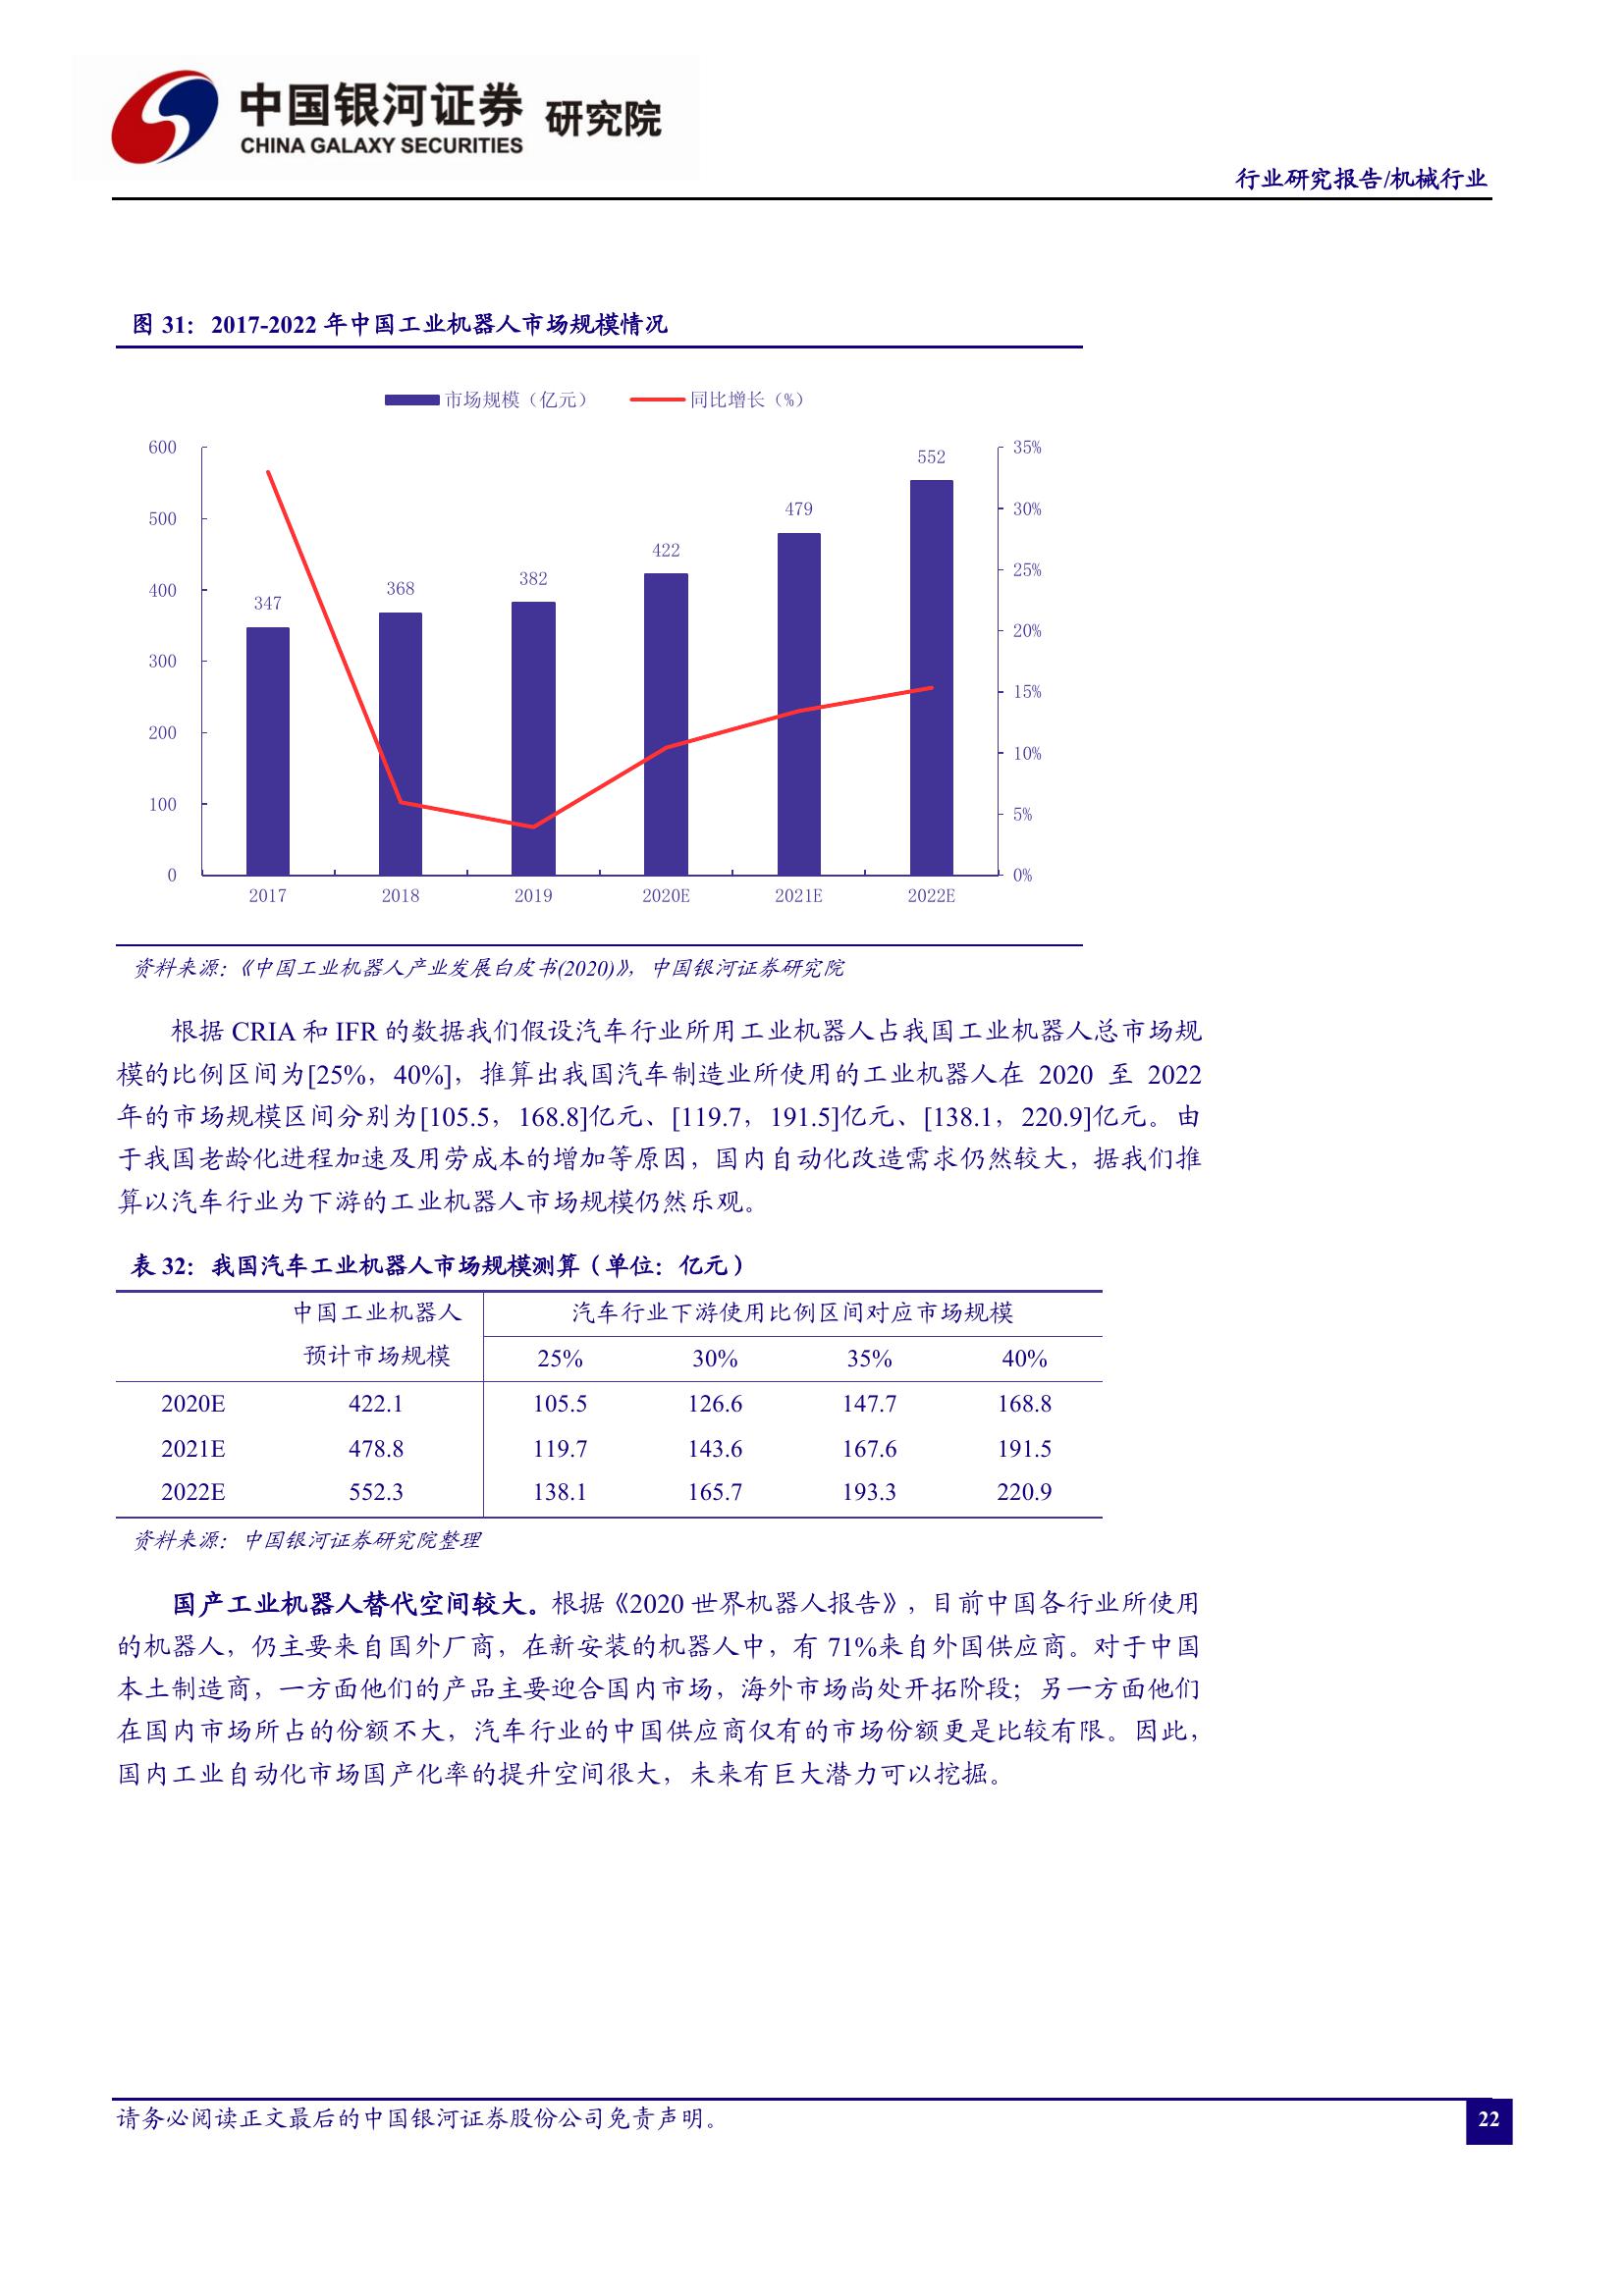 中国银河证券 研究院
CHINA GALAXY SECURITIES
行业研究报告/机械行业
图 31：2017-2022 年中国工业机器人市场规模情况
市场规模（亿元） 同比增长（%）
600 35%
552
500 479 30%
422 25%
400 382
368
347 20%
300
15%
200
10%
100
5%
0 0%
2017 2018 2019 2020E 2021E 2022E
资料来源：《中国工业机器人产业发展白皮书(2020)》，中国银河证券研究院
根据 CRIA 和 IFR 的数据我们假设汽车行业所用工业机器人占我国工业机器人总市场规
模的比例区间为[25%，40%]，推算出我国汽车制造业所使用的工业机器人在 2020 至 2022
年的市场规模区间分别为[105.5，168.8]亿元、[119.7，191.5]亿元、[138.1，220.9]亿元。由
于我国老龄化进程加速及用劳成本的增加等原因，国内自动化改造需求仍然较大，据我们推
算以汽车行业为下游的工业机器人市场规模仍然乐观。
表 32：我国汽车工业机器人市场规模测算（单位：亿元）
中国工业机器人 汽车行业下游使用比例区间对应市场规模
预计市场规模 25% 30% 35% 40%
2020E 422.1 105.5 126.6 147.7 168.8
2021E 478.8 119.7 143.6 167.6 191.5
2022E 552.3 138.1 165.7 193.3 220.9
资料来源：中国银河证券研究院整理
国产工业机器人替代空间较大。根据《2020 世界机器人报告》，目前中国各行业所使用
的机器人，仍主要来自国外厂商，在新安装的机器人中，有 71%来自外国供应商。对于中国
本土制造商，一方面他们的产品主要迎合国内市场，海外市场尚处开拓阶段；另一方面他们
在国内市场所占的份额不大，汽车行业的中国供应商仅有的市场份额更是比较有限。因此，
国内工业自动化市场国产化率的提升空间很大，未来有巨大潜力可以挖掘。
请务必阅读正文最后的中国银河证券股份公司免责声明。
22